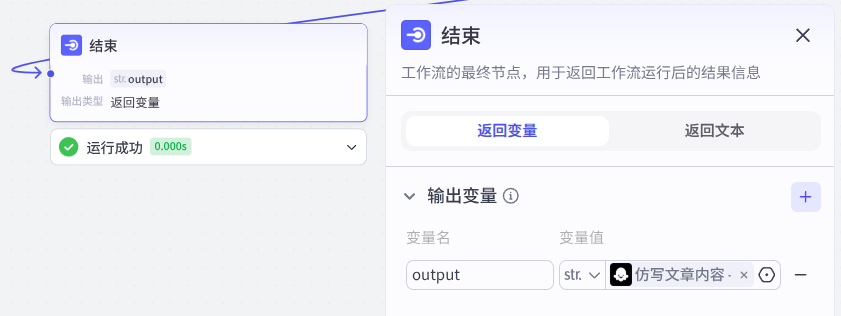 结束
输出 str. output
输出类型 返回变量
运行成功 0.000s
结束
工作流的最终节点，用于返回工作流运行后的结果信息
返回变量 返回文本
输出变量
变量名 变量值
output str. 仿写文章内容 -